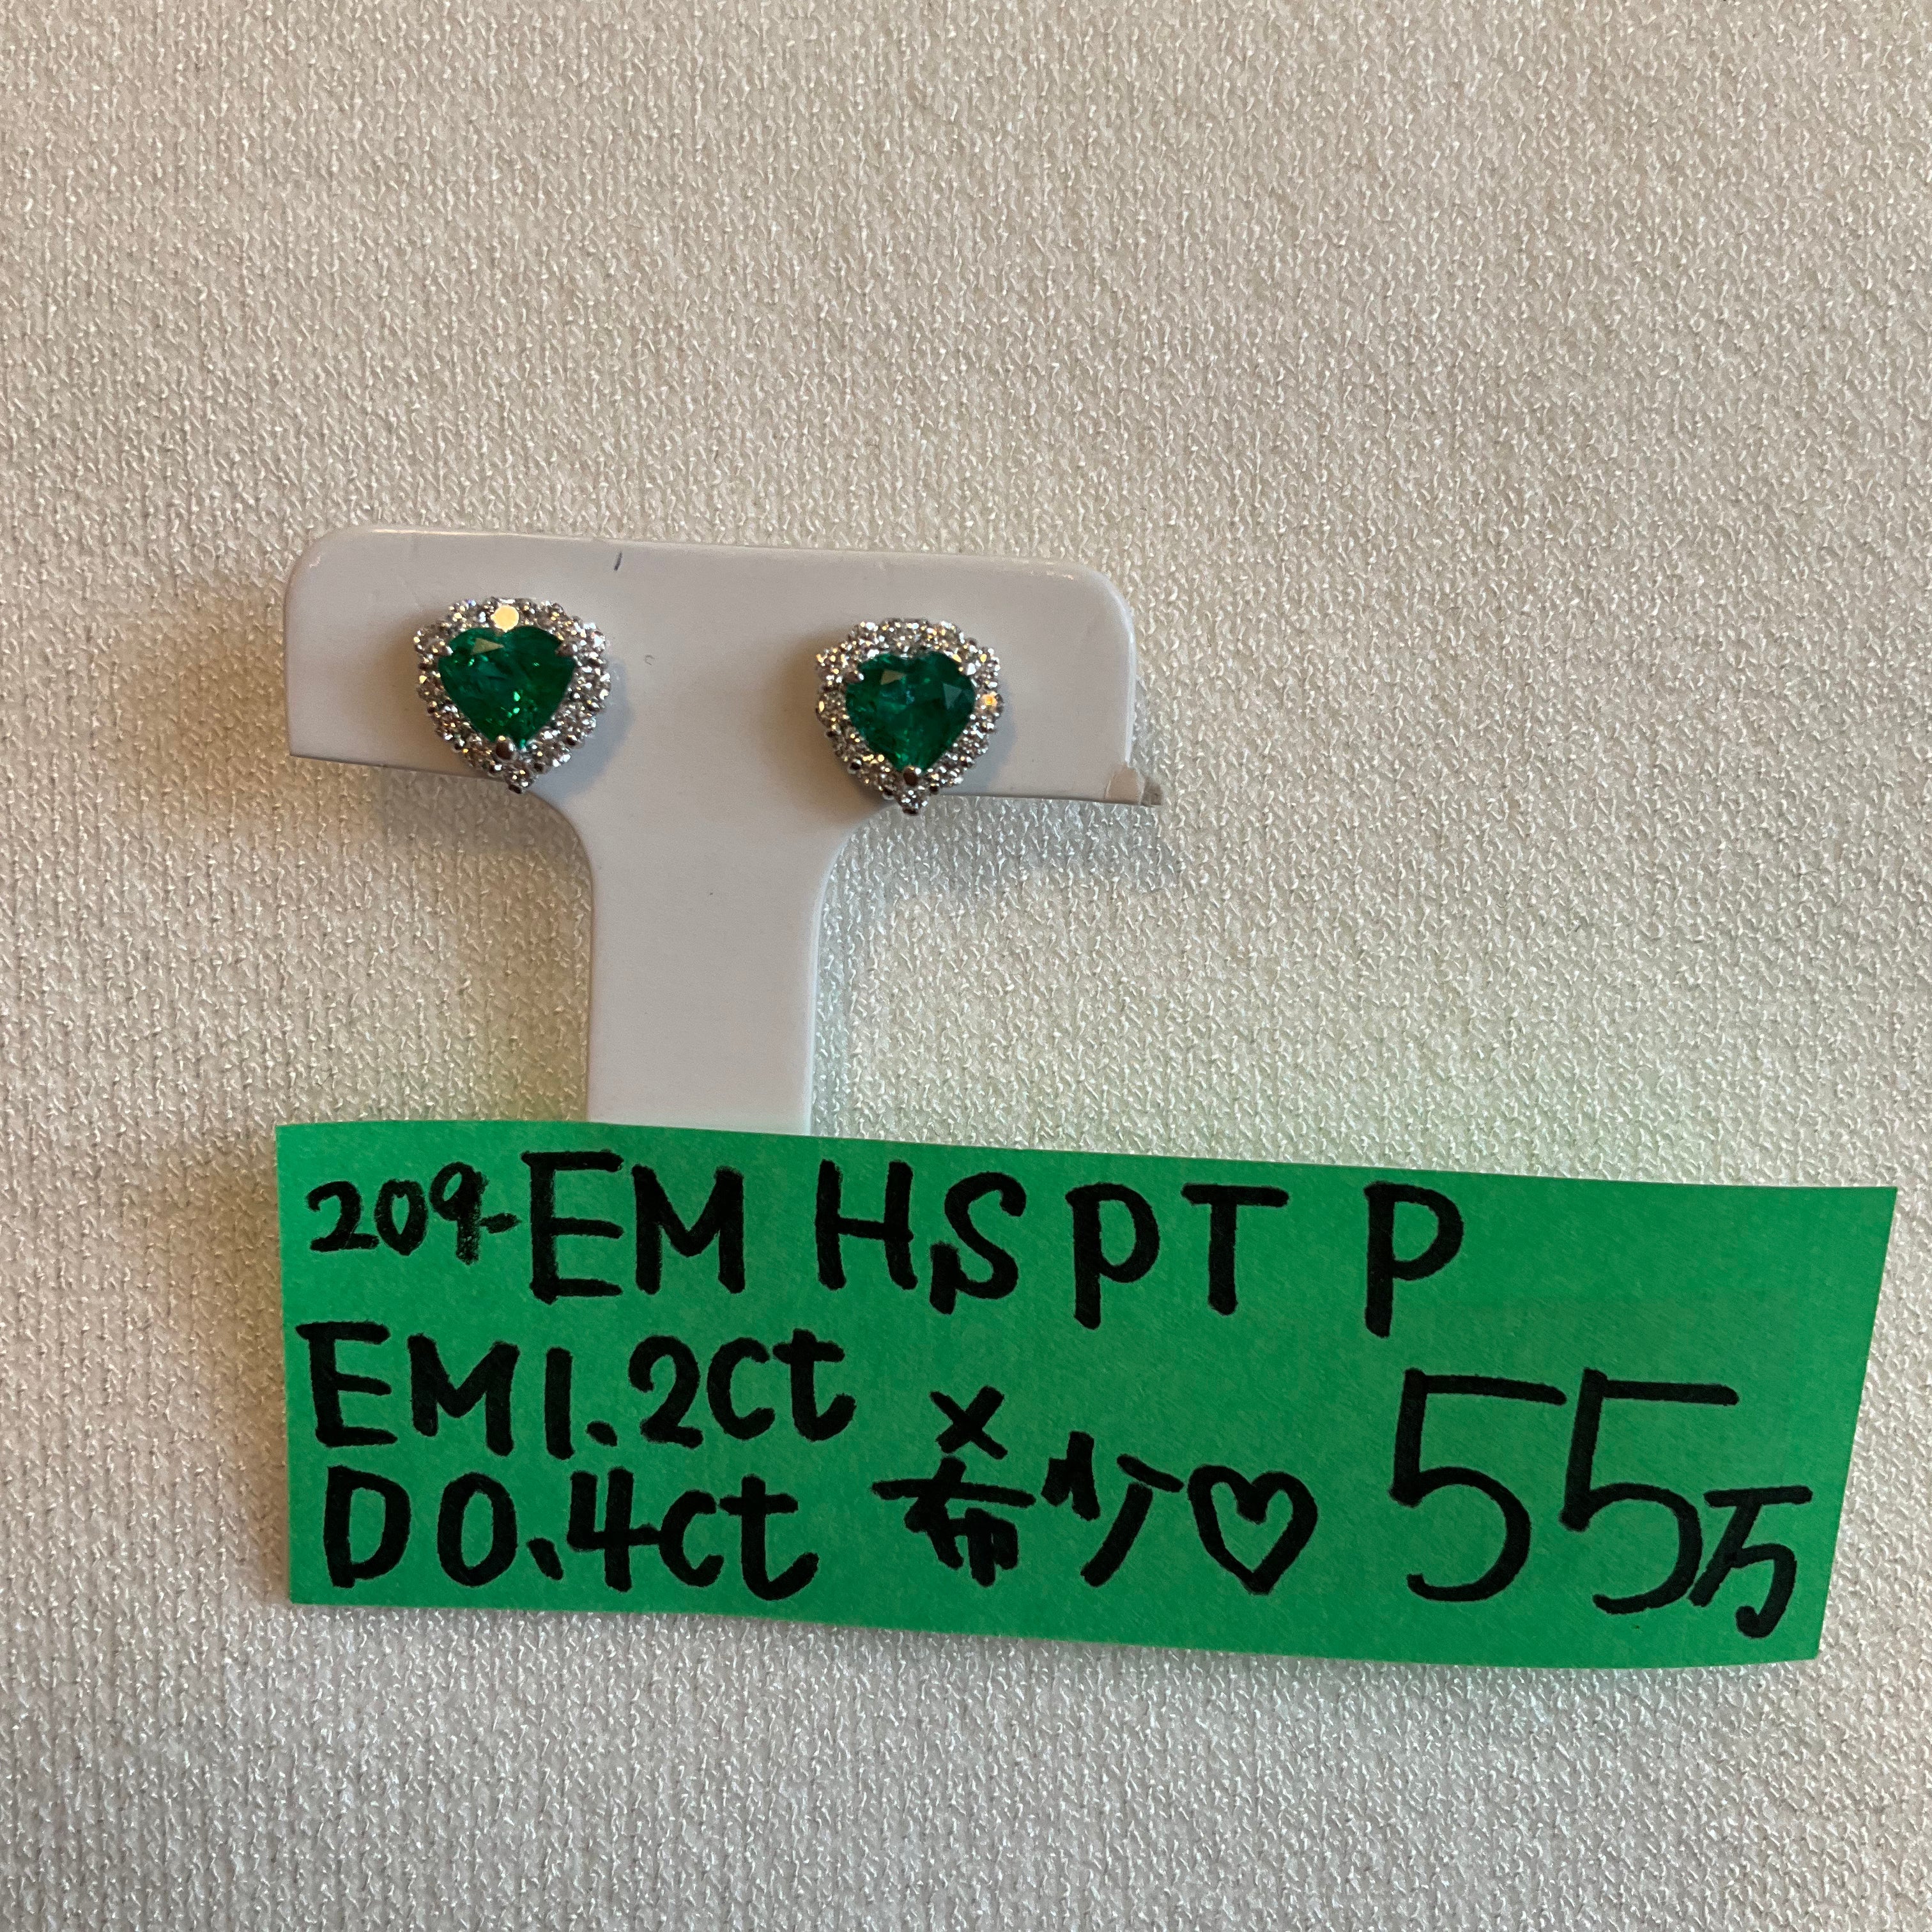 209-EM H.S PT P
EM1.2ct
D0.4ct 希少♡ 55万